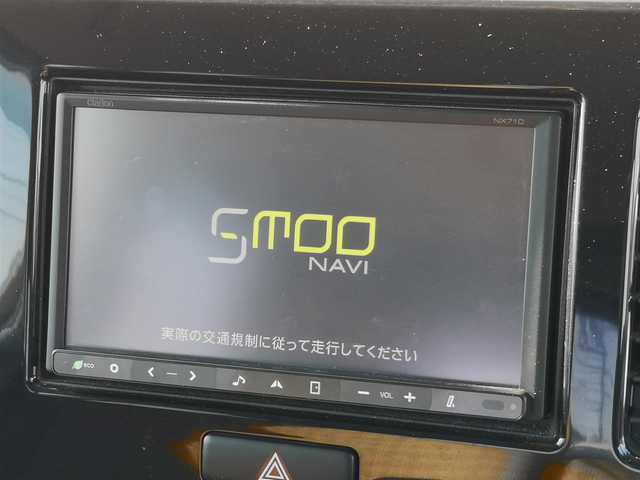 clarion
NX710
SMOO
NAVI
実際の交通規制に従って走行してください
eco
VOL